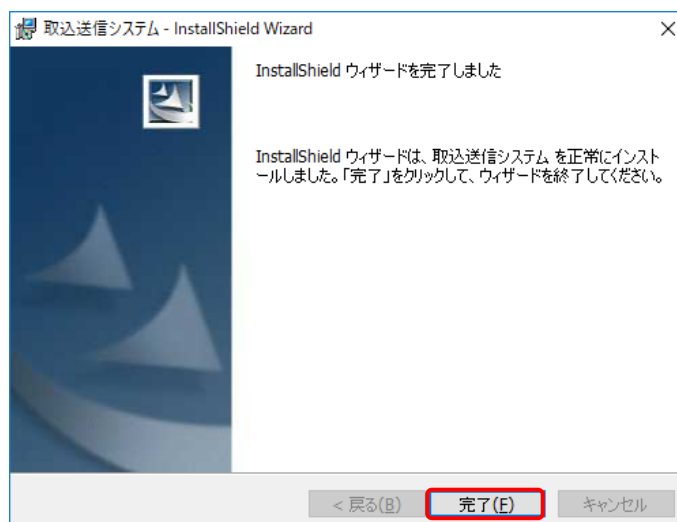 取込送信システム - InstallShield Wizard
InstallShield ウィザードを完了しました
InstallShield ウィザードは、取込送信システム を正常にインスト
ールしました。「完了」をクリックして、ウィザードを終了してください。
< 戻る(B) 完了(F) キャンセル